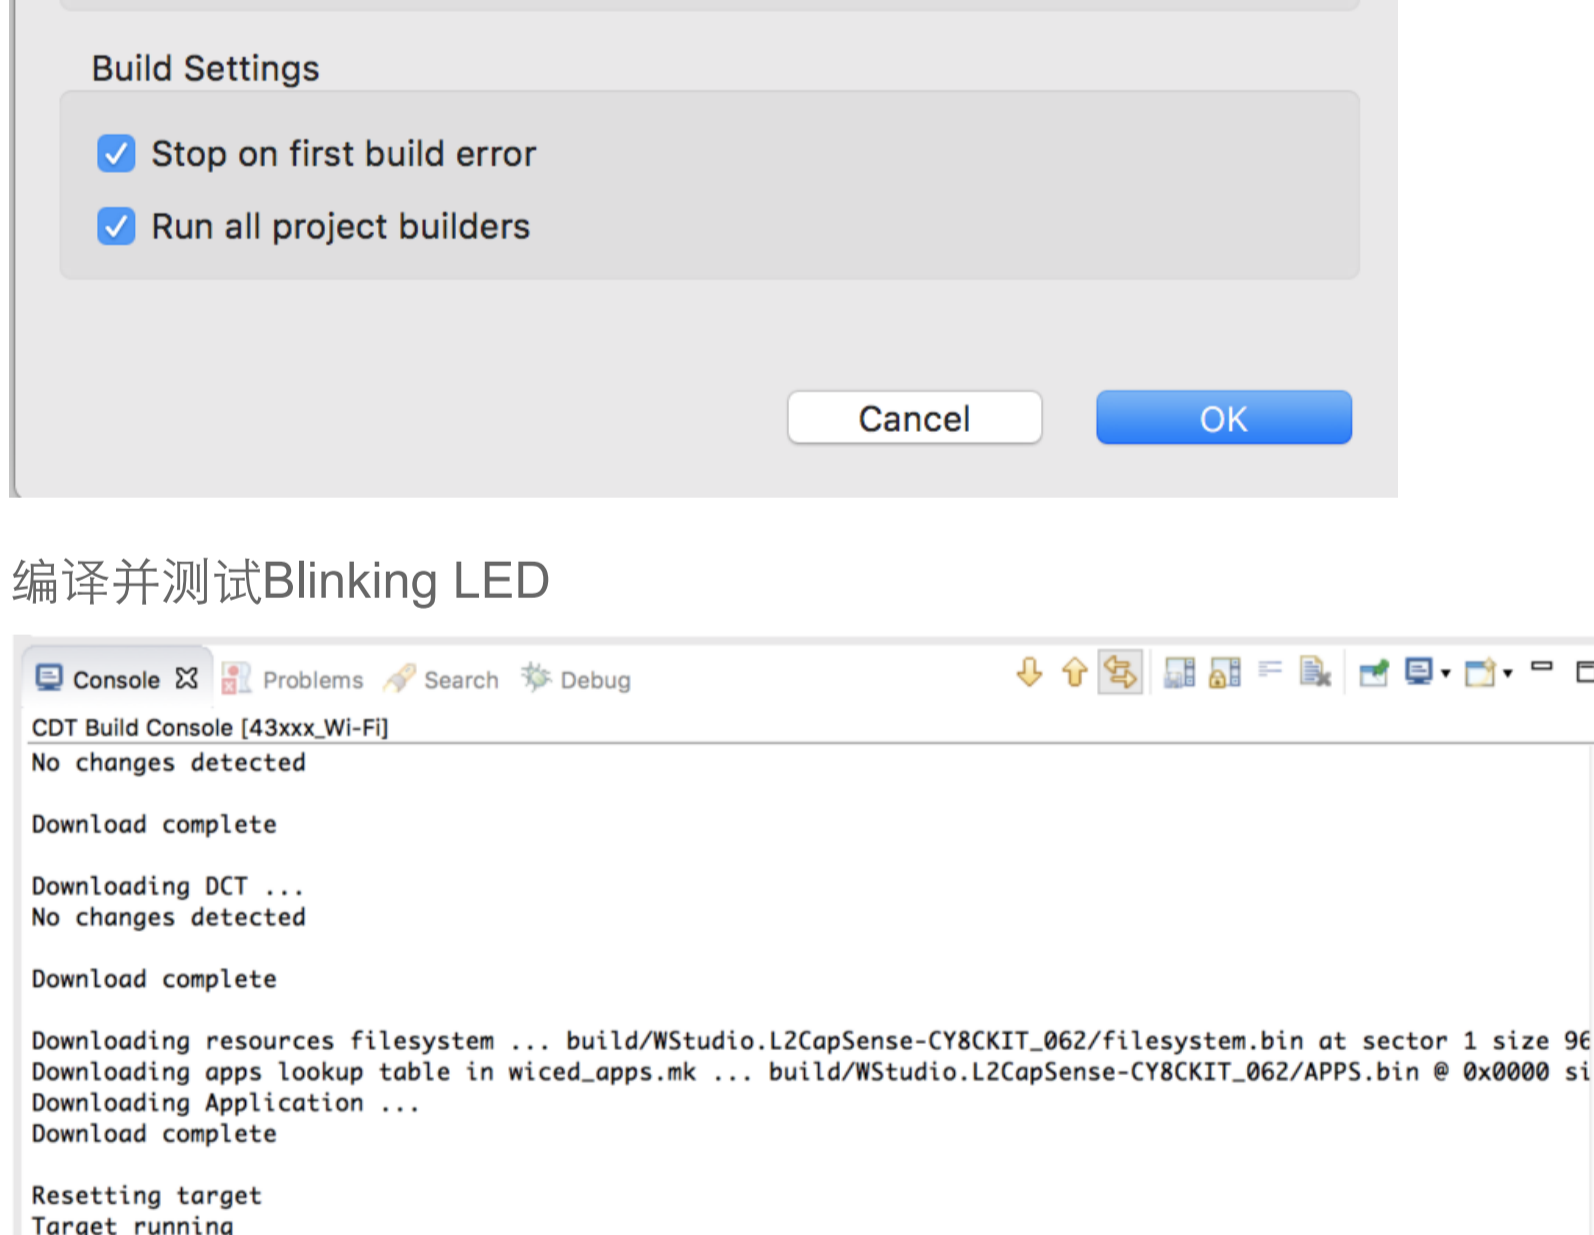 Build Settings
Stop on first build error
Run all project builders
Cancel OK
编译并测试Blinking LED
Console Problems Search Debug
CDT Build Console [43xxx_Wi-Fi]
No changes detected
Download complete
Downloading DCT ...
No changes detected
Download complete
Downloading resources filesystem ... build/WStudio.L2CapSense-CY8CKIT_062/filesystem.bin at sector 1 size 96
Downloading apps lookup table in wiced_apps.mk ... build/WStudio.L2CapSense-CY8CKIT_062/APPS.bin @ 0x0000 si
Downloading Application ...
Download complete
Resetting target
Target running